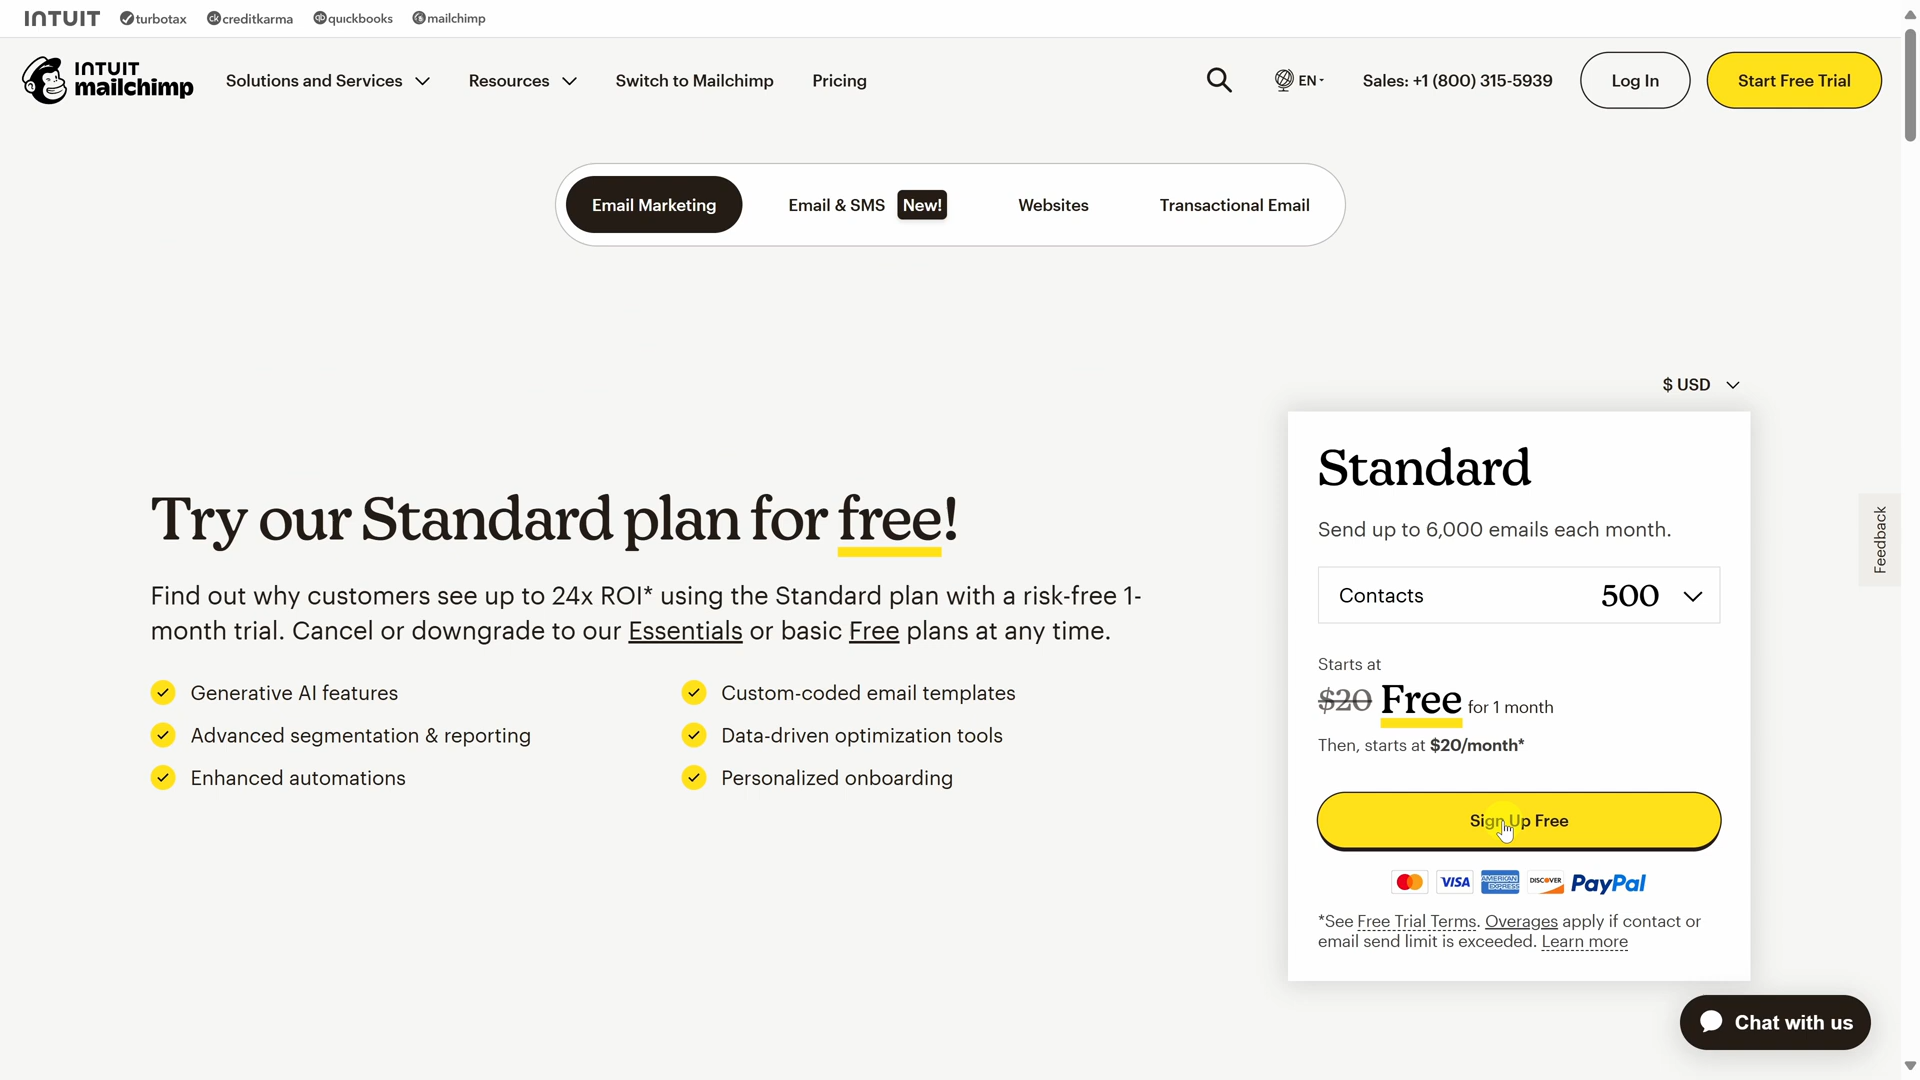 INTUIT turbotax creditkarma quickbooks mailchimp
INTUIT
mailchimp
Solutions and Services Resources Switch to Mailchimp Pricing EN Sales: +1 (800) 315-5939 Log In Start Free Trial
Email Marketing Email & SMS New! Websites Transactional Email
$ USD
Standard
Send up to 6,000 emails each month.
Contacts 500
Starts at
$20 Free for 1 month
Then, starts at $20/month*
Sign Up Free
VISA AMERICAN EXPRESS DISCOVER PayPal
*See Free Trial Terms. Overages apply if contact or
email send limit is exceeded. Learn more
Try our Standard plan for free!
Find out why customers see up to 24x ROI* using the Standard plan with a risk-free 1-
month trial. Cancel or downgrade to our Essentials or basic Free plans at any time.
Generative AI features
Advanced segmentation & reporting
Enhanced automations
Custom-coded email templates
Data-driven optimization tools
Personalized onboarding
Feedback
Chat with us